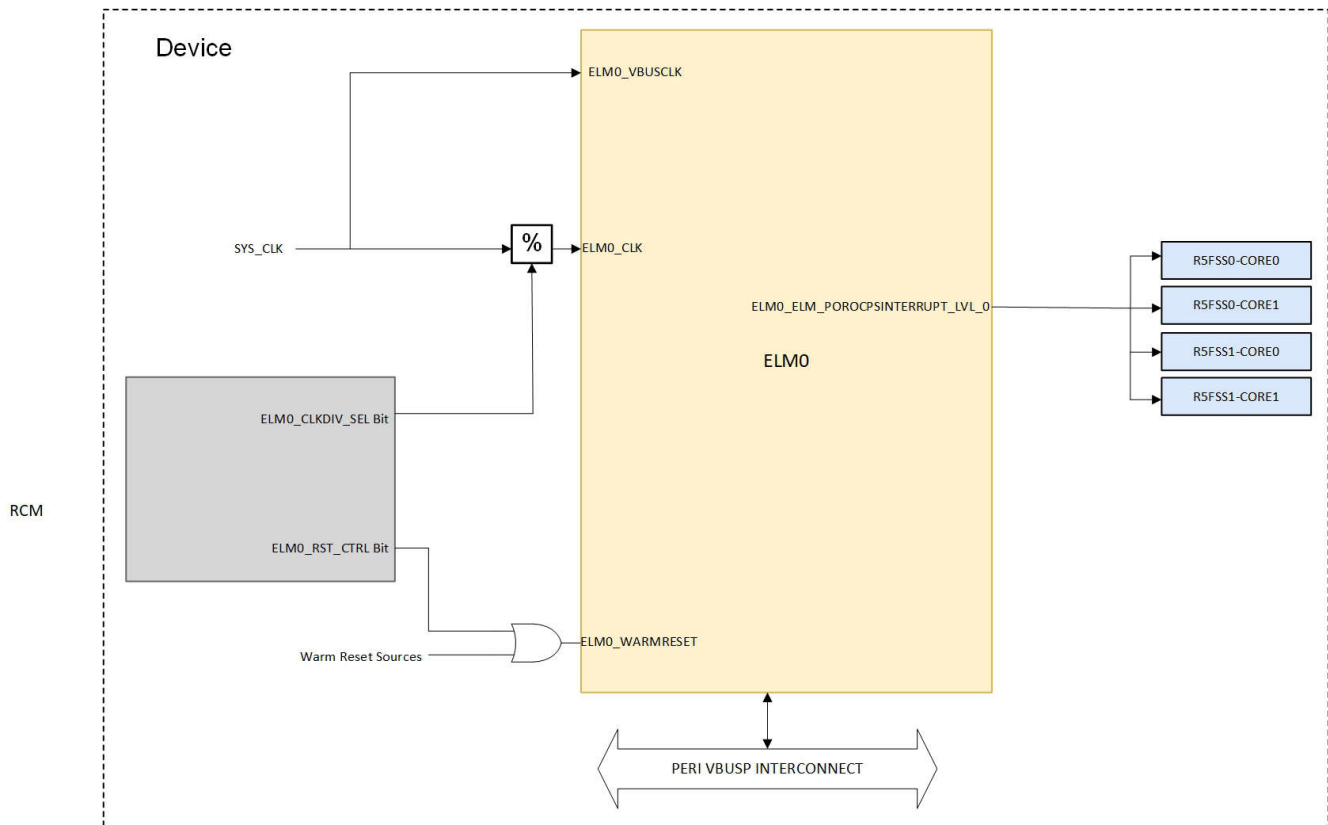 Device
ELM0_VBUSCLK
SYS_CLK
%
ELM0_CLK
R5FSS0-CORE0
ELM0_ELM_POROCPSINTERRUPT_LVL_0
R5FSS0-CORE1
R5FSS1-CORE0
ELM0
R5FSS1-CORE1
ELM0_CLKDIV_SEL Bit
RCM
ELM0_RST_CTRL Bit
ELM0_WARMRESET
Warm Reset Sources
PERI VBUSP INTERCONNECT